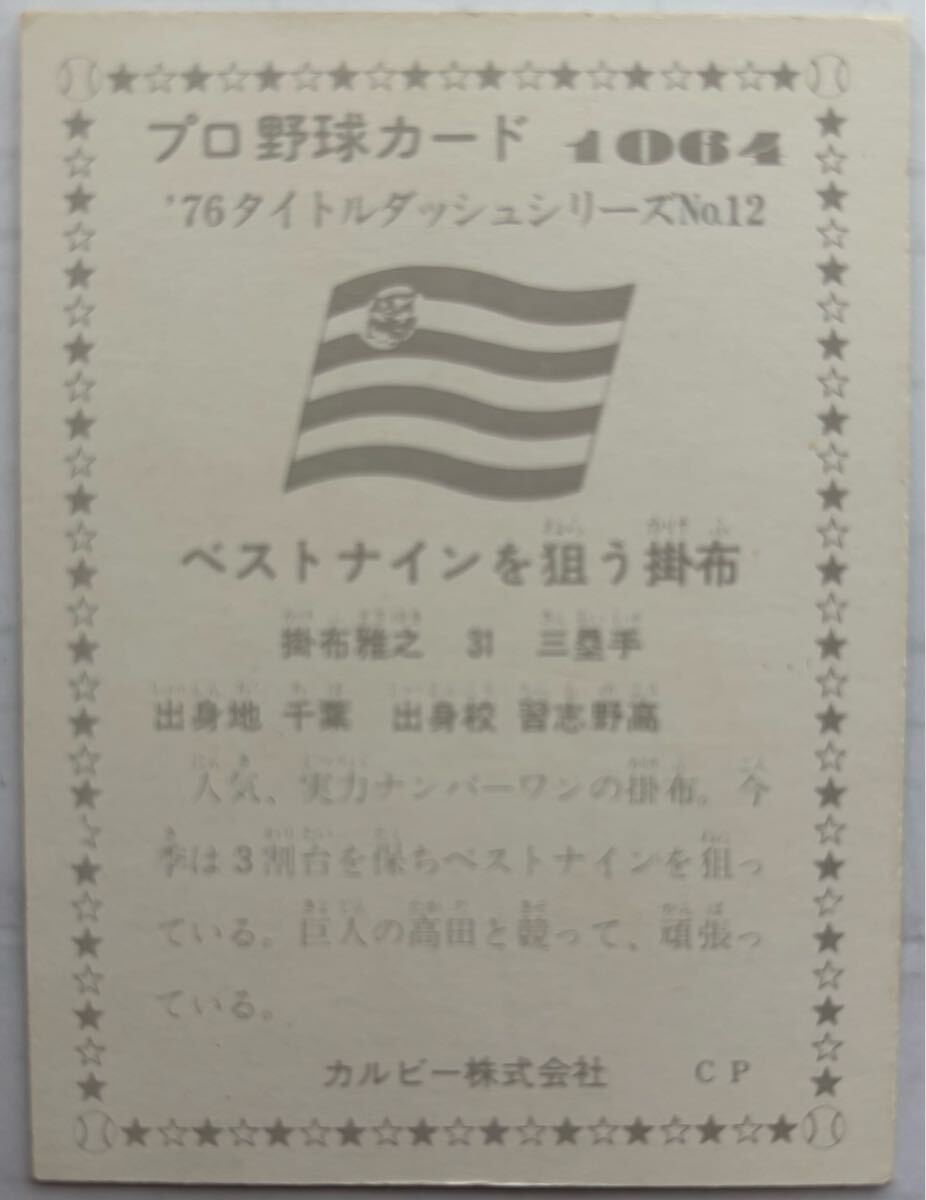 プロ野球カード 1064
'76タイトルダッシュシリーズNo.12
ベストナインを狙う掛布
掛布雅之 31 三塁手
出身地 千葉 出身校 習志野高
人気、実力ナンバーワンの掛布。今
季は3割台を保ちベストナインを狙っ
ている。巨人の高田と競って、頑張っ
ている。
カルビー株式会社 CP